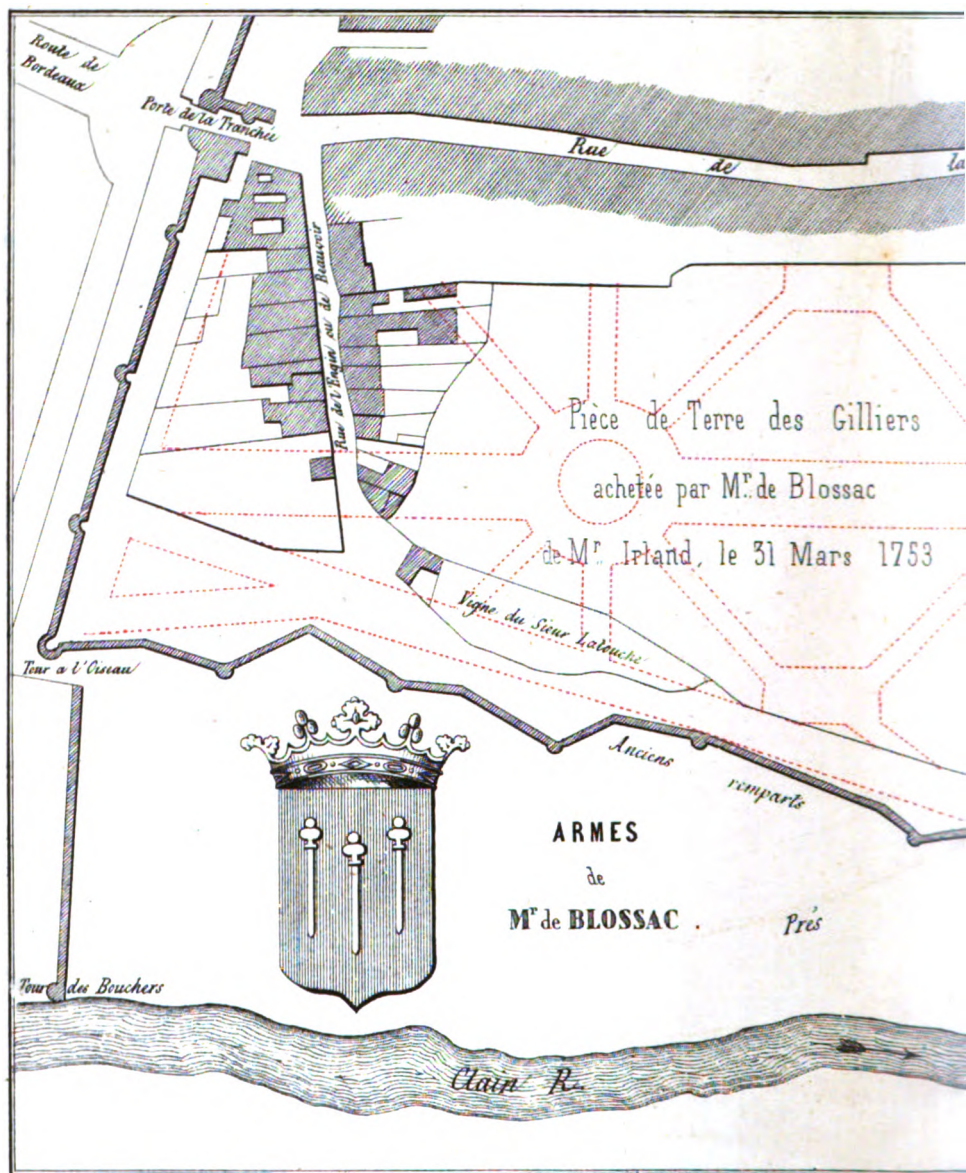 Route de
Bordeaux
Porte de la Tranchée
Rue de la
Rue de l'Engin ou de Beauvoir
Pièce de Terre des Gilliers
achetée par Mr. de Blossac
de Mr. Irland, le 31 Mars 1753
Vigne du Sieur Latouche
Tour a l'Oiseau
Anciens remparts
ARMES
de
Mr de BLOSSAC.
Prés
Tour des Bouchers
Clain R.